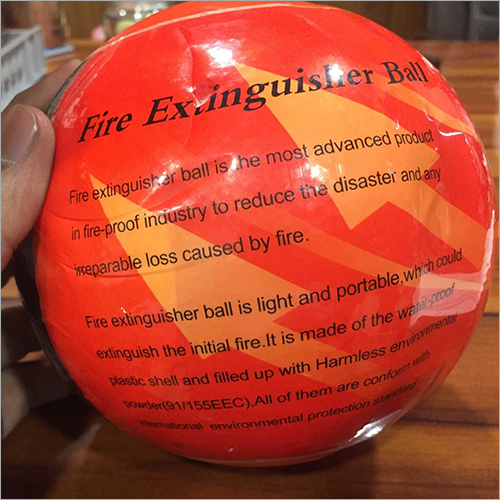 Fire Extinguisher Ball
Fire extinguisher ball is the most advanced product
in fire-proof industry to reduce the disaster and any
irreparable loss caused by fire.
Fire extinguisher ball is light and portable,which could
extinguish the initial fire.It is made of the water-proof
plastic shell and filled up with Harmless environmental
powder(91/155EEC),All of them are conform with
international environmental protection standard.